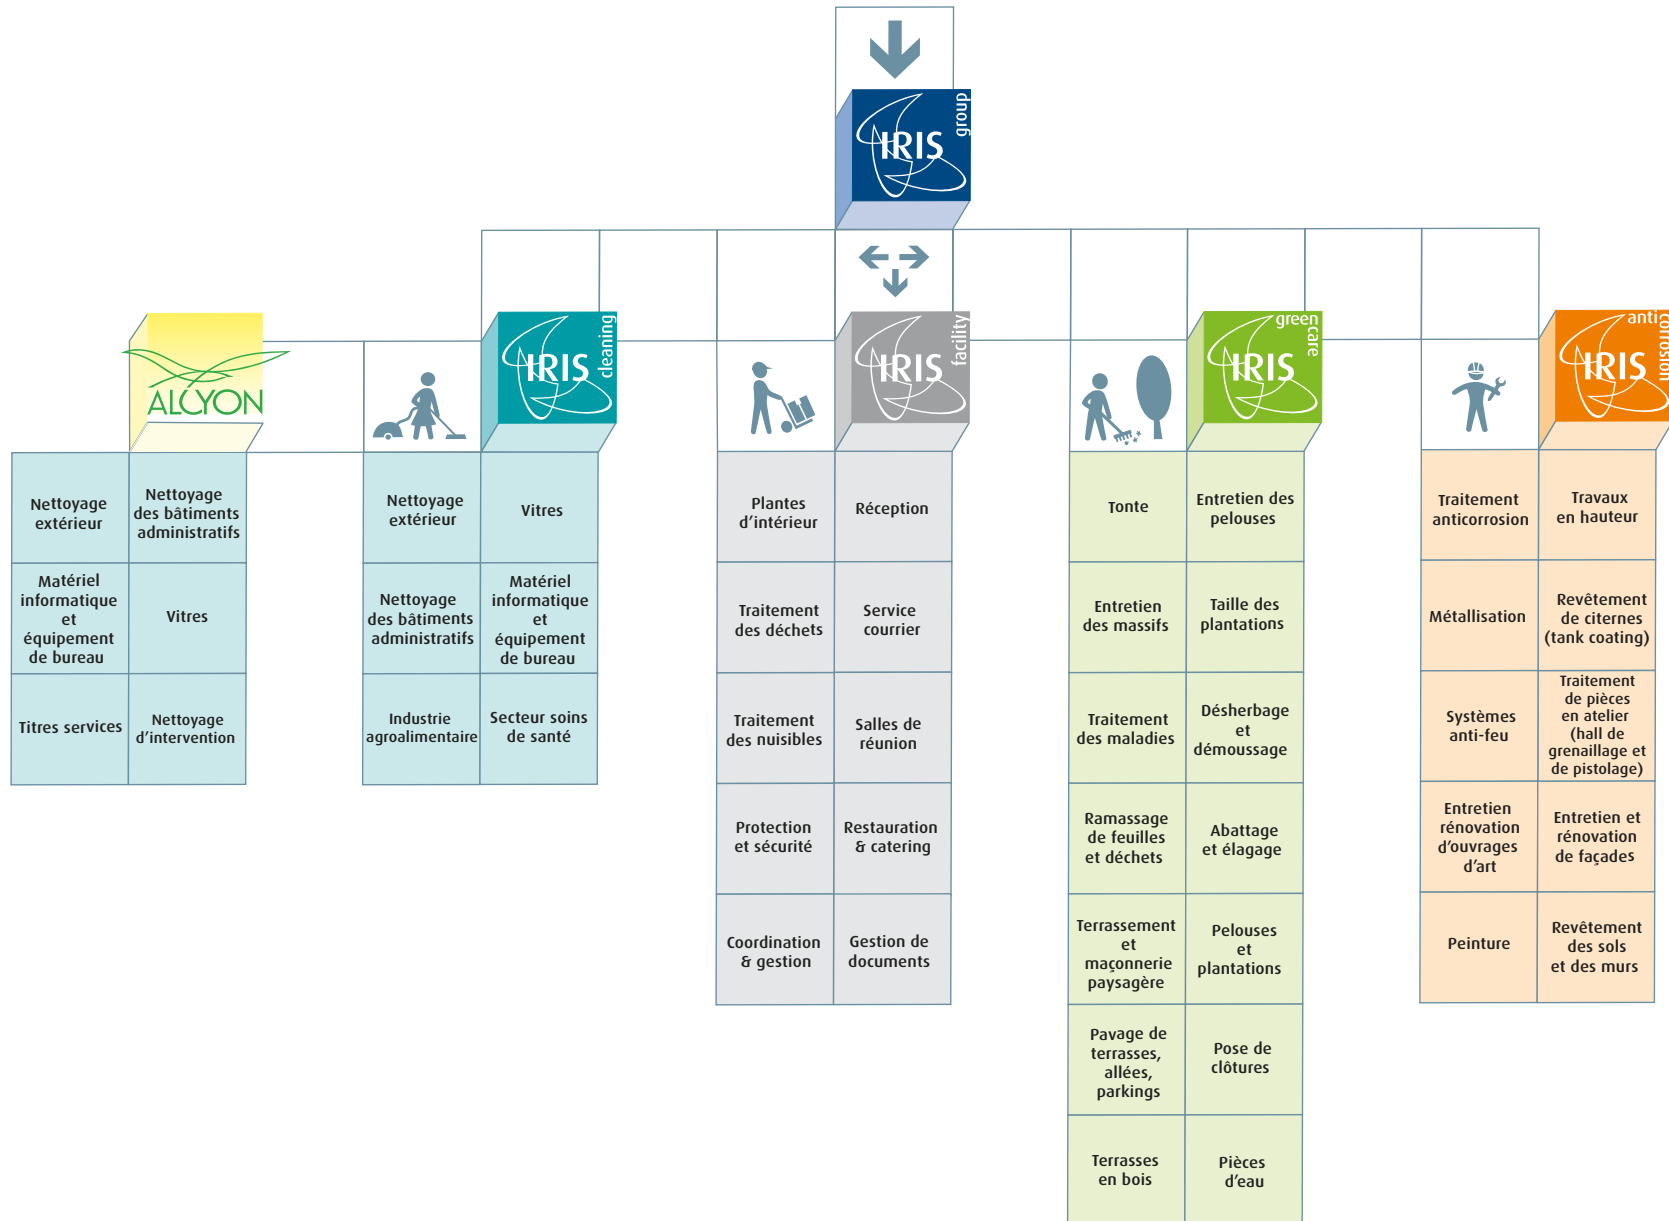 IRIS
group
ALCYON
IRIS
cleaning
IRIS
facility
IRIS
green
care
IRIS
anti
corrosion
Nettoyage
extérieur
Nettoyage
des bâtiments
administratifs
Matériel
informatique
et
équipement
de bureau
Vitres
Titres services
Nettoyage
d'intervention
Nettoyage
extérieur
Vitres
Nettoyage
des bâtiments
administratifs
Matériel
informatique
et
équipement
de bureau
Industrie
agroalimentaire
Secteur soins
de santé
Plantes
d'intérieur
Réception
Traitement
des déchets
Service
courrier
Traitement
des nuisibles
Salles de
réunion
Protection
et sécurité
Restauration
& catering
Coordination
& gestion
Gestion de
documents
Tonte
Entretien des
pelouses
Entretien
des massifs
Taille des
plantations
Traitement
des maladies
Désherbage
et
démoussage
Ramassage
de feuilles
et déchets
Abattage
et élagage
Terrassement
et
maçonnerie
paysagère
Pelouses
et
plantations
Pavage de
terrasses,
allées,
parkings
Pose de
clôtures
Terrasses
en bois
Pièces
d'eau
Traitement
anticorrosion
Travaux
en hauteur
Métallisation
Revêtement
de citernes
(tank coating)
Systèmes
anti-feu
Traitement
de pièces
en atelier
(hall de
grenaillage et
de pistolage)
Entretien
rénovation
d'ouvrages
d'art
Entretien et
rénovation
de façades
Peinture
Revêtement
des sols
et des murs